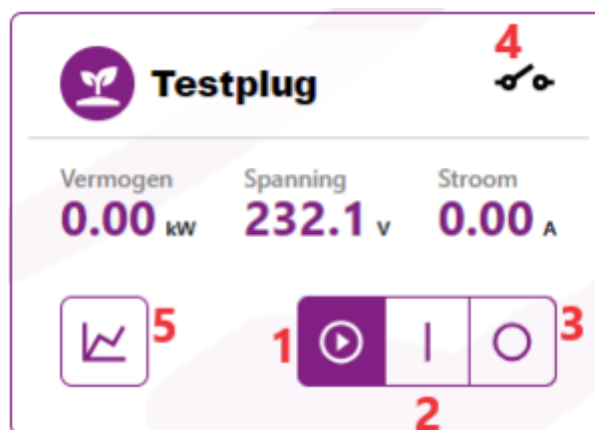 4
Testplug
Vermogen Spanning Stroom
0.00 kW 232.1 V 0.00 A
5 1 3
2